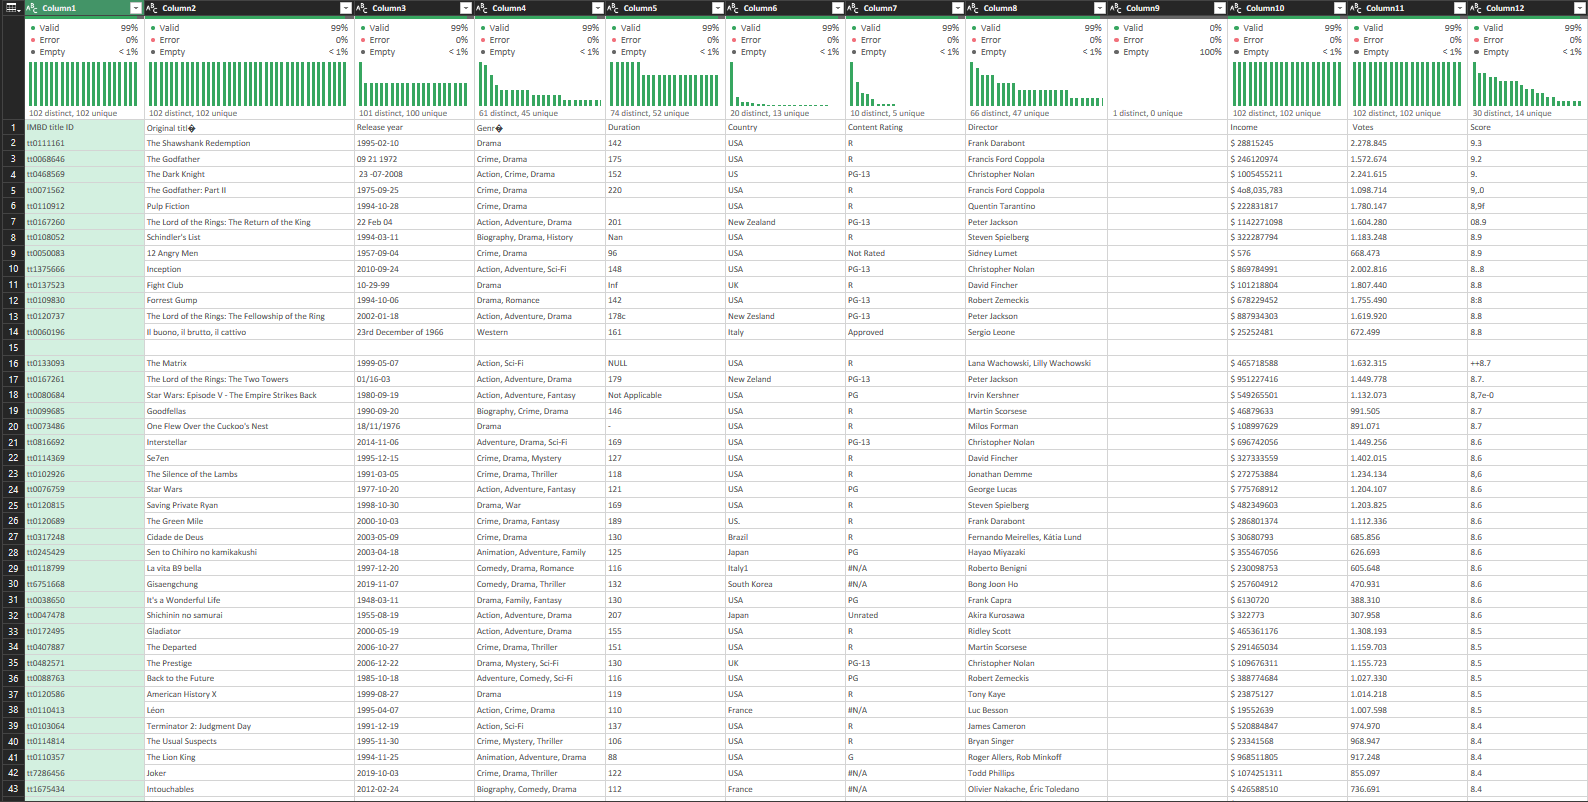 Column1 Column2 Column3 Column4 Column5 Column6 Column7 Column8 Column9 Column10 Column11 Column12
Valid 99% Valid 99% Valid 99% Valid 99% Valid 99% Valid 99% Valid 99% Valid 99% Valid 0% Valid 99% Valid 99% Valid 99%
Error 0% Error 0% Error 0% Error 0% Error 0% Error 0% Error 0% Error 0% Error 0% Error 0% Error 0% Error 0%
Empty < 1% Empty < 1% Empty < 1% Empty < 1% Empty < 1% Empty < 1% Empty < 1% Empty < 1% Empty 100% Empty < 1% Empty < 1% Empty < 1%
102 distinct, 102 unique 102 distinct, 102 unique 101 distinct, 100 unique 61 distinct, 45 unique 74 distinct, 52 unique 20 distinct, 13 unique 10 distinct, 5 unique 66 distinct, 47 unique 1 distinct, 0 unique 102 distinct, 102 unique 102 distinct, 102 unique 30 distinct, 14 unique
1 IMBD title ID Original titl� Release year Genr� Duration Country Content Rating Director Income Votes Score
2 tt0111161 The Shawshank Redemption 1995-02-10 Drama 142 USA R Frank Darabont $ 28815245 2.278.845 9.3
3 tt0068646 The Godfather 09 21 1972 Crime, Drama 175 USA R Francis Ford Coppola $ 246120974 1.572.674 9.2
4 tt0468569 The Dark Knight 23 -07-2008 Action, Crime, Drama 152 US PG-13 Christopher Nolan $ 1005455211 2.241.615 9.
5 tt0071562 The Godfather: Part II 1975-09-25 Crime, Drama 220 USA R Francis Ford Coppola $ 4o8,035,783 1.098.714 9,.0
6 tt0110912 Pulp Fiction 1994-10-28 Crime, Drama USA R Quentin Tarantino $ 222831817 1.780.147 8,9f
7 tt0167260 The Lord of the Rings: The Return of the King 22 Feb 04 Action, Adventure, Drama 201 New Zealand PG-13 Peter Jackson $ 1142271098 1.604.280 08.9
8 tt0108052 Schindler's List 1994-03-11 Biography, Drama, History Nan USA R Steven Spielberg $ 322287794 1.183.248 8.9
9 tt0050083 12 Angry Men 1957-09-04 Crime, Drama 96 USA Not Rated Sidney Lumet $ 576 668.473 8.9
10 tt1375666 Inception 2010-09-24 Action, Adventure, Sci-Fi 148 USA PG-13 Christopher Nolan $ 869784991 2.002.816 8..8
11 tt0137523 Fight Club 10-29-99 Drama Inf UK R David Fincher $ 101218804 1.807.440 8.8
12 tt0109830 Forrest Gump 1994-10-06 Drama, Romance 142 USA PG-13 Robert Zemeckis $ 678229452 1.755.490 8:8
13 tt0120737 The Lord of the Rings: The Fellowship of the Ring 2002-01-18 Action, Adventure, Drama 178c New Zesland PG-13 Peter Jackson $ 887934303 1.619.920 8.8
14 tt0060196 Il buono, il brutto, il cattivo 23rd December of 1966 Western 161 Italy Approved Sergio Leone $ 25252481 672.499 8.8
15
16 tt0133093 The Matrix 1999-05-07 Action, Sci-Fi NULL USA R Lana Wachowski, Lilly Wachowski $ 465718588 1.632.315 ++8.7
17 tt0167261 The Lord of the Rings: The Two Towers 01/16-03 Action, Adventure, Drama 179 New Zeland PG-13 Peter Jackson $ 951227416 1.449.778 8.7.
18 tt0080684 Star Wars: Episode V - The Empire Strikes Back 1980-09-19 Action, Adventure, Fantasy Not Applicable USA PG Irvin Kershner $ 549265501 1.132.073 8,7e-0
19 tt0099685 Goodfellas 1990-09-20 Biography, Crime, Drama 146 USA R Martin Scorsese $ 46879633 991.505 8.7
20 tt0073486 One Flew Over the Cuckoo's Nest 18/11/1976 Drama - USA R Milos Forman $ 108997629 891.071 8.7
21 tt0816692 Interstellar 2014-11-06 Adventure, Drama, Sci-Fi 169 USA PG-13 Christopher Nolan $ 696742056 1.449.256 8.6
22 tt0114369 Se7en 1995-12-15 Crime, Drama, Mystery 127 USA R David Fincher $ 327333559 1.402.015 8.6
23 tt0102926 The Silence of the Lambs 1991-03-05 Crime, Drama, Thriller 118 USA R Jonathan Demme $ 272753884 1.234.134 8,6
24 tt0076759 Star Wars 1977-10-20 Action, Adventure, Fantasy 121 USA PG George Lucas $ 775768912 1.204.107 8.6
25 tt0120815 Saving Private Ryan 1998-10-30 Drama, War 169 USA R Steven Spielberg $ 482349603 1.203.825 8.6
26 tt0120689 The Green Mile 2000-10-03 Crime, Drama, Fantasy 189 US. R Frank Darabont $ 286801374 1.112.336 8.6
27 tt0317248 Cidade de Deus 2003-05-09 Crime, Drama 130 Brazil R Fernando Meirelles, Kátia Lund $ 30680793 685.856 8.6
28 tt0245429 Sen to Chihiro no kamikakushi 2003-04-18 Animation, Adventure, Family 125 Japan PG Hayao Miyazaki $ 355467056 626.693 8.6
29 tt0118799 La vita B9 bella 1997-12-20 Comedy, Drama, Romance 116 Italy1 #N/A Roberto Benigni $ 230098753 605.648 8.6
30 tt6751668 Gisaengchung 2019-11-07 Comedy, Drama, Thriller 132 South Korea #N/A Bong Joon Ho $ 257604912 470.931 8.6
31 tt0038650 It's a Wonderful Life 1948-03-11 Drama, Family, Fantasy 130 USA PG Frank Capra $ 6130720 388.310 8.6
32 tt0047478 Shichinin no samurai 1955-08-19 Action, Adventure, Drama 207 Japan Unrated Akira Kurosawa $ 322773 307.958 8.6
33 tt0172495 Gladiator 2000-05-19 Action, Adventure, Drama 155 USA R Ridley Scott $ 465361176 1.308.193 8.5
34 tt0407887 The Departed 2006-10-27 Crime, Drama, Thriller 151 USA R Martin Scorsese $ 291465034 1.159.703 8.5
35 tt0482571 The Prestige 2006-12-22 Drama, Mystery, Sci-Fi 130 UK PG-13 Christopher Nolan $ 109676311 1.155.723 8.5
36 tt0088763 Back to the Future 1985-10-18 Adventure, Comedy, Sci-Fi 116 USA PG Robert Zemeckis $ 388774684 1.027.330 8.5
37 tt0120586 American History X 1999-08-27 Drama 119 USA R Tony Kaye $ 23875127 1.014.218 8.5
38 tt0110413 Léon 1995-04-07 Action, Crime, Drama 110 France #N/A Luc Besson $ 19552639 1.007.598 8.5
39 tt0103064 Terminator 2: Judgment Day 1991-12-19 Action, Sci-Fi 137 USA R James Cameron $ 520884847 974.970 8.4
40 tt0114814 The Usual Suspects 1995-11-30 Crime, Mystery, Thriller 106 USA R Bryan Singer $ 23341568 968.947 8.4
41 tt0110357 The Lion King 1994-11-25 Animation, Adventure, Drama 88 USA G Roger Allers, Rob Minkoff $ 968511805 917.248 8.4
42 tt7286456 Joker 2019-10-03 Crime, Drama, Thriller 122 USA #N/A Todd Phillips $ 1074251311 855.097 8.4
43 tt1675434 Intouchables 2012-02-24 Biography, Comedy, Drama 112 France #N/A Olivier Nakache, Éric Toledano $ 426588510 736.691 8.4